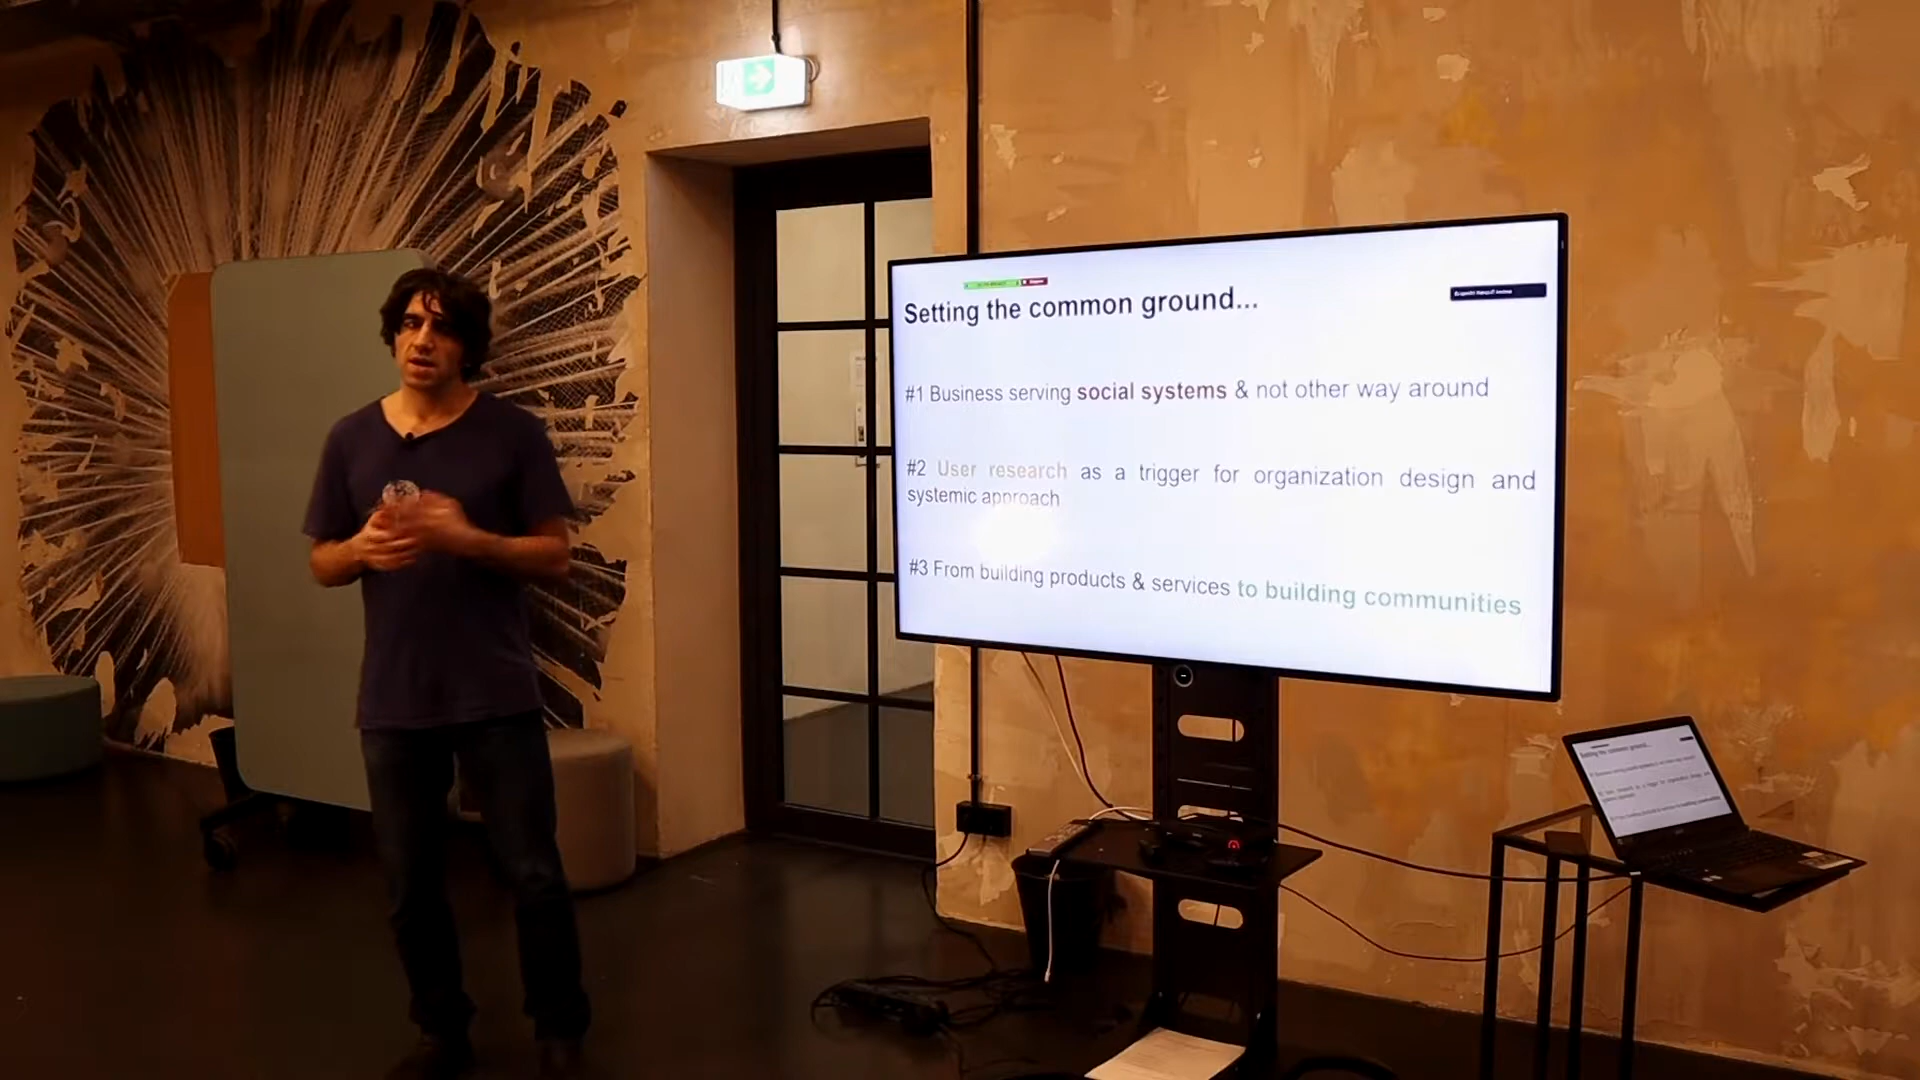 Setting the common ground...
#1 Business serving social systems & not other way around
#2 User research as a trigger for organization design and
systemic approach
#3 From building products & services to building communities